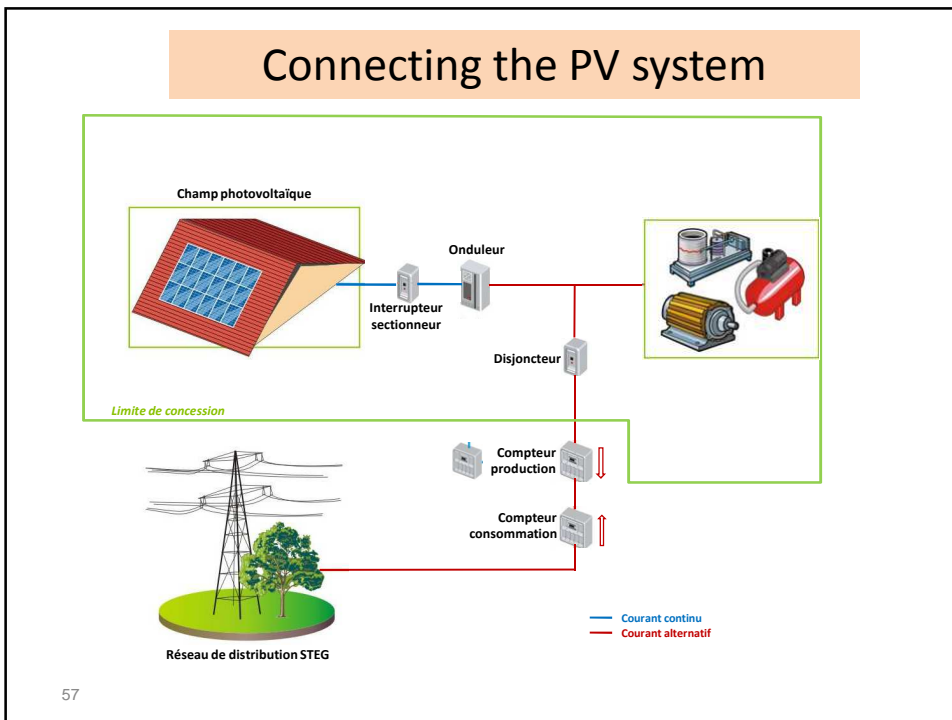 Connecting the PV system
Champ photovoltaïque
Onduleur
Interrupteur
sectionneur
Disjoncteur
Limite de concession
Compteur
production
Compteur
consommation
Courant continu
Courant alternatif
Réseau de distribution STEG
57